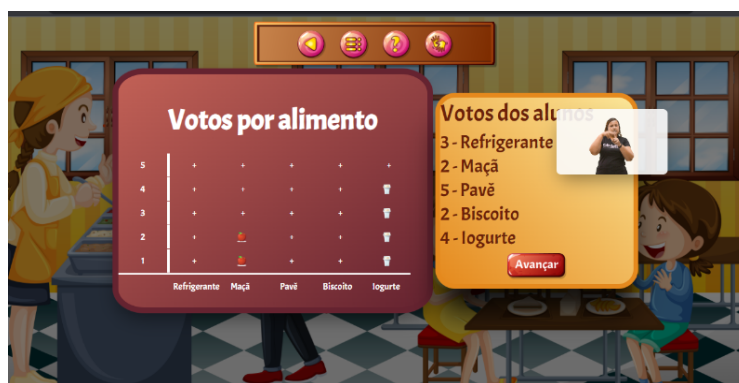 Votos por alimento
5 + + + + +
4 + + + +
3 + + + +
2 + + +
1 + + +
Refrigerante Maçã Pavê Biscoito Iogurte
Votos dos alunos
3 - Refrigerante
2 - Maçã
5 - Pavê
2 - Biscoito
4 - Iogurte
Avançar